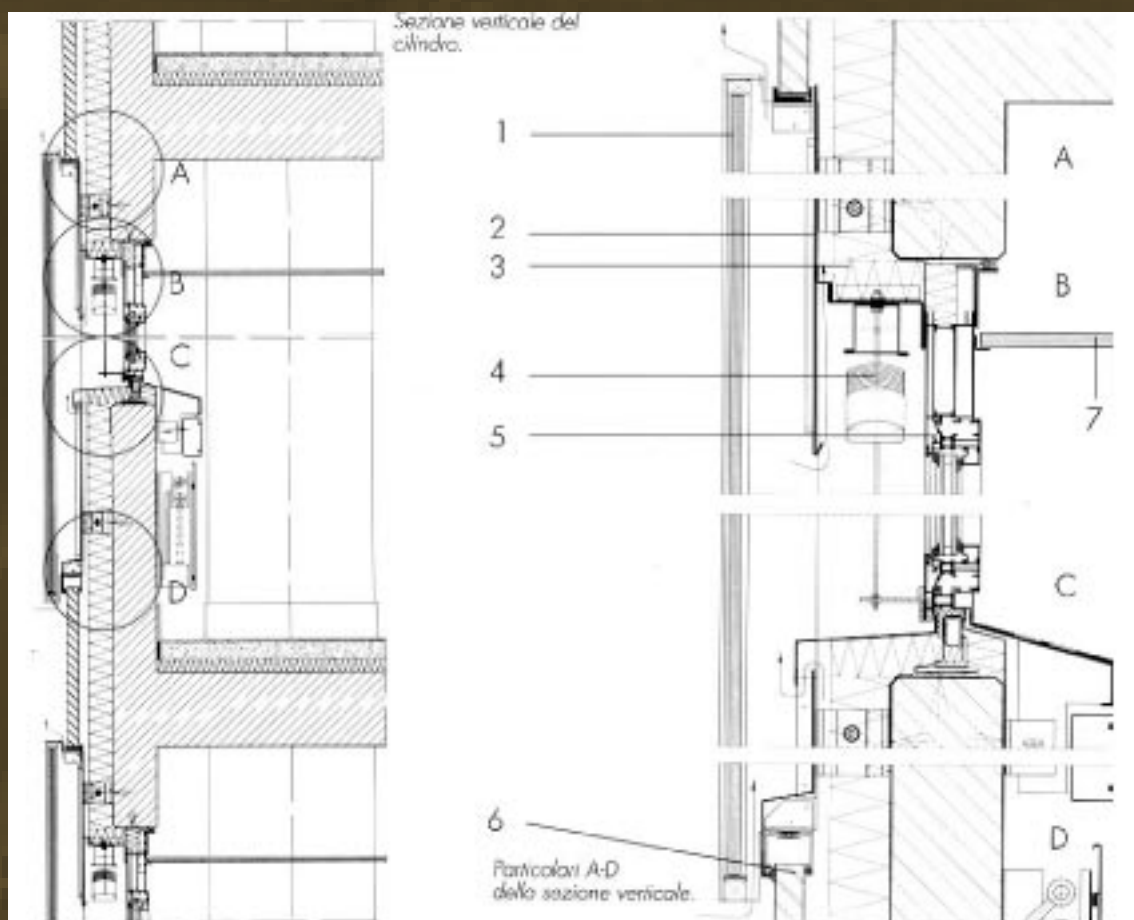 Sezione verticale del
cilindro.
A
B
C
D
1
2
3
4
5
6
7
A
B
C
D
Particolari A-D
della sezione verticale.